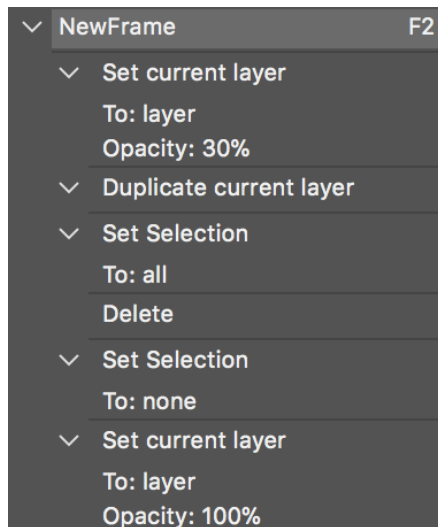 NewFrame F2
Set current layer
To: layer
Opacity: 30%
Duplicate current layer
Set Selection
To: all
Delete
Set Selection
To: none
Set current layer
To: layer
Opacity: 100%